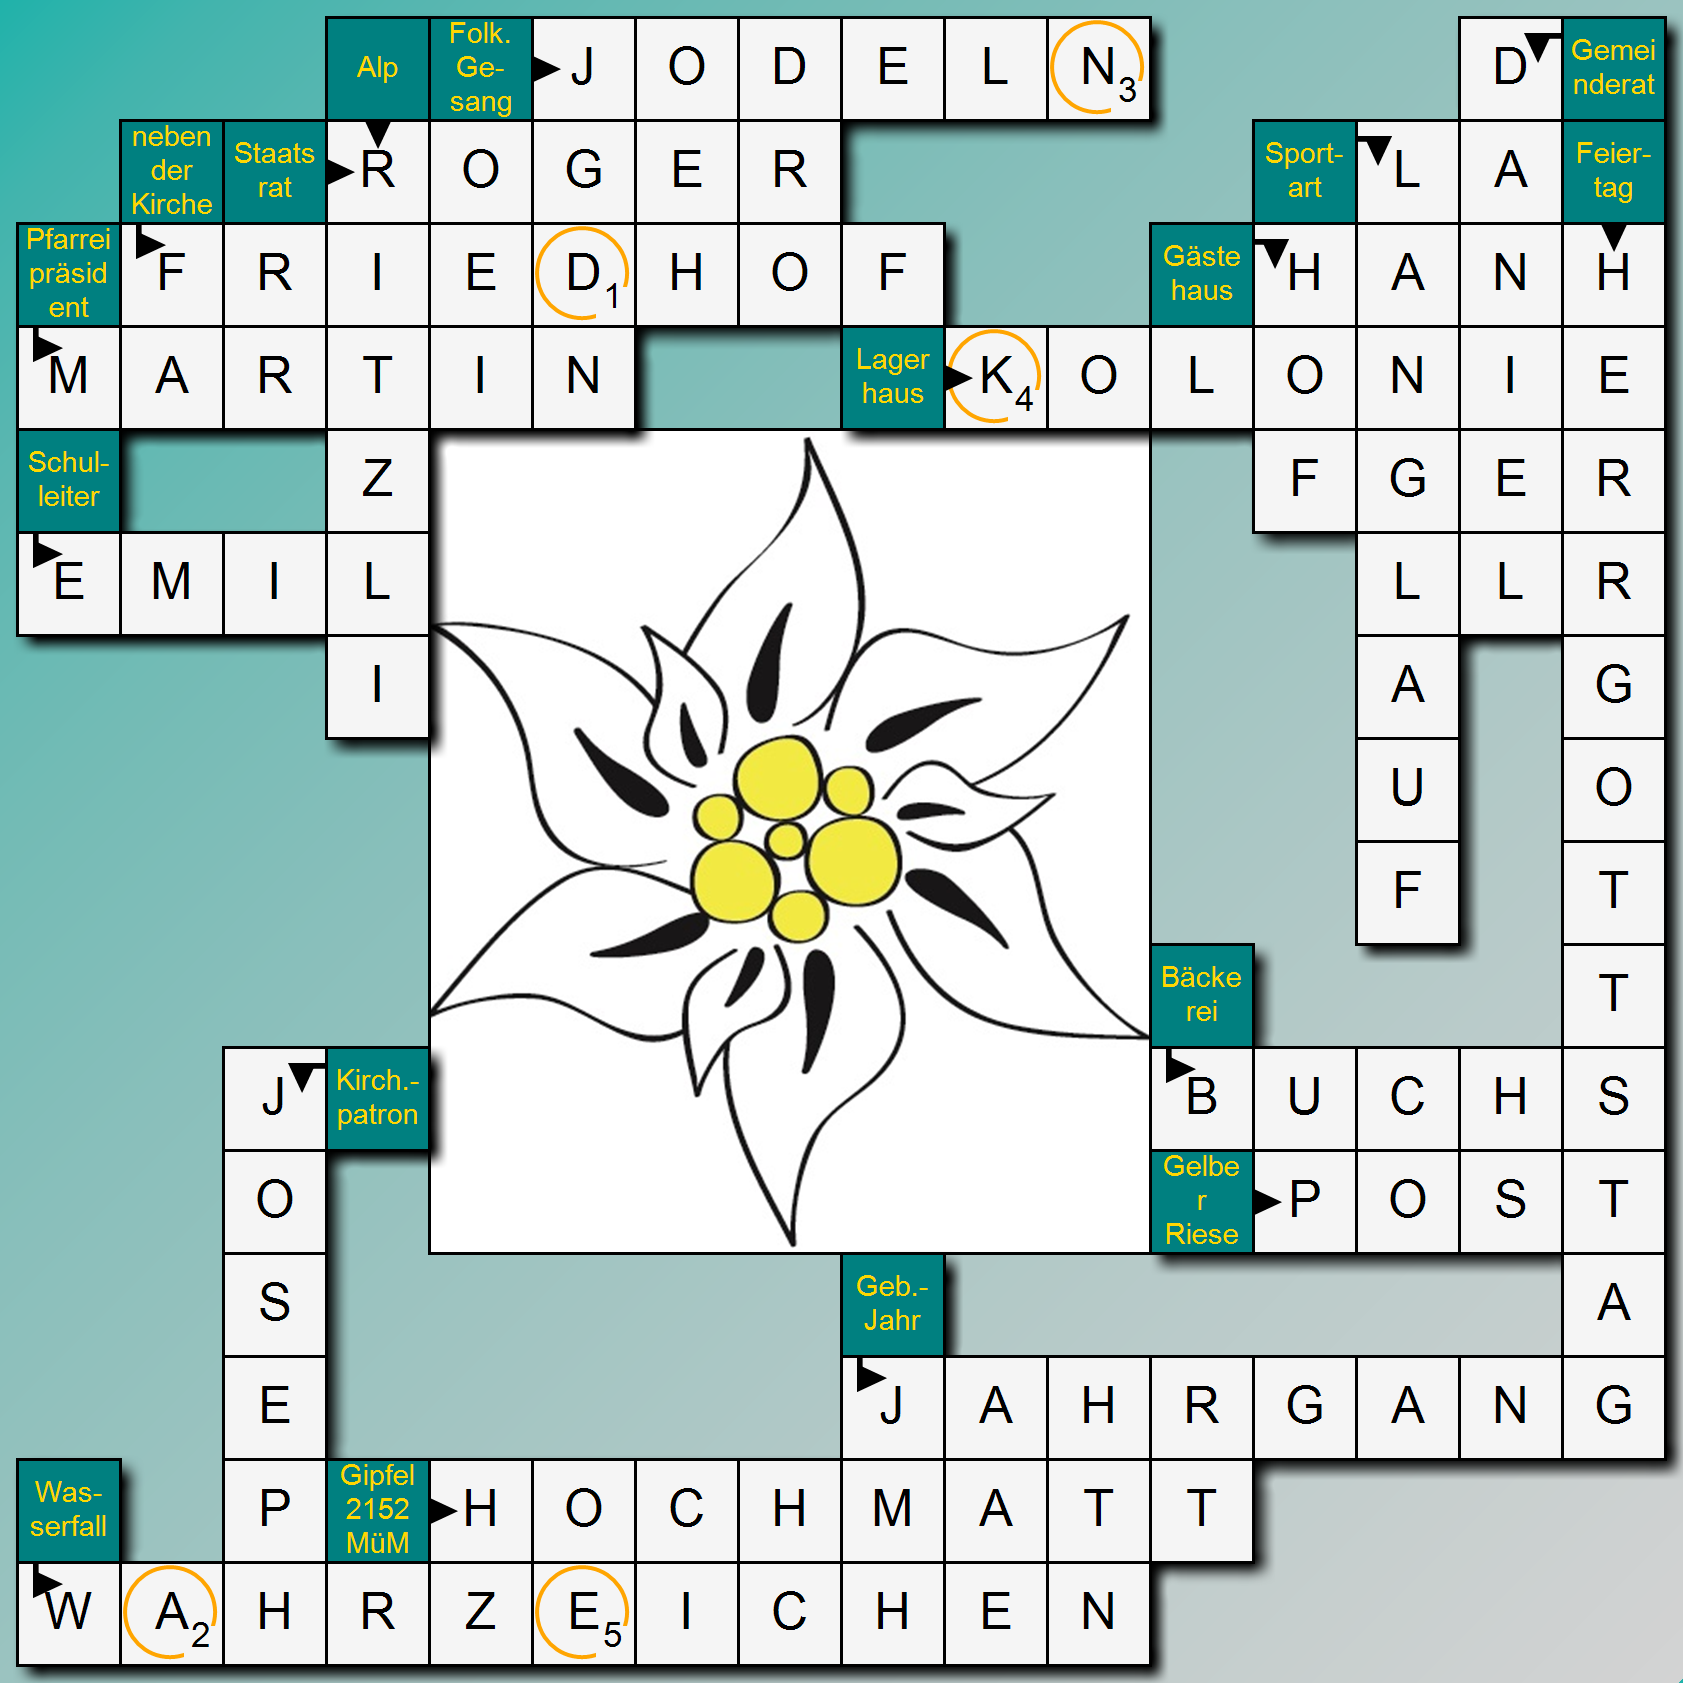 Alp
Folk.
Ge-
sang
J O D E L N 3
D
Gemei
nderat
neben
der
Kirche
Staats
rat
R O G E R
Sport-
art
L A
Feier-
tag
Pfarrei
präsid
ent
F R I E D 1 H O F
Gäste
haus
H A N H
M A R T I N
Lager
haus
K 4 O L O N I E
Schul-
leiter
Z
F G E R
E M I L
L L R
I
A G
U O
F T
Bäcke
rei
T
J
Kirch.-
patron
B U C H S
O
Gelbe
r
Riese
P O S T
S
Geb.-
Jahr
A
E
J A H R G A N G
Was-
serfall
P
Gipfel
2152
MüM
H O C H M A T T
W A 2 H R Z E 5 I C H E N